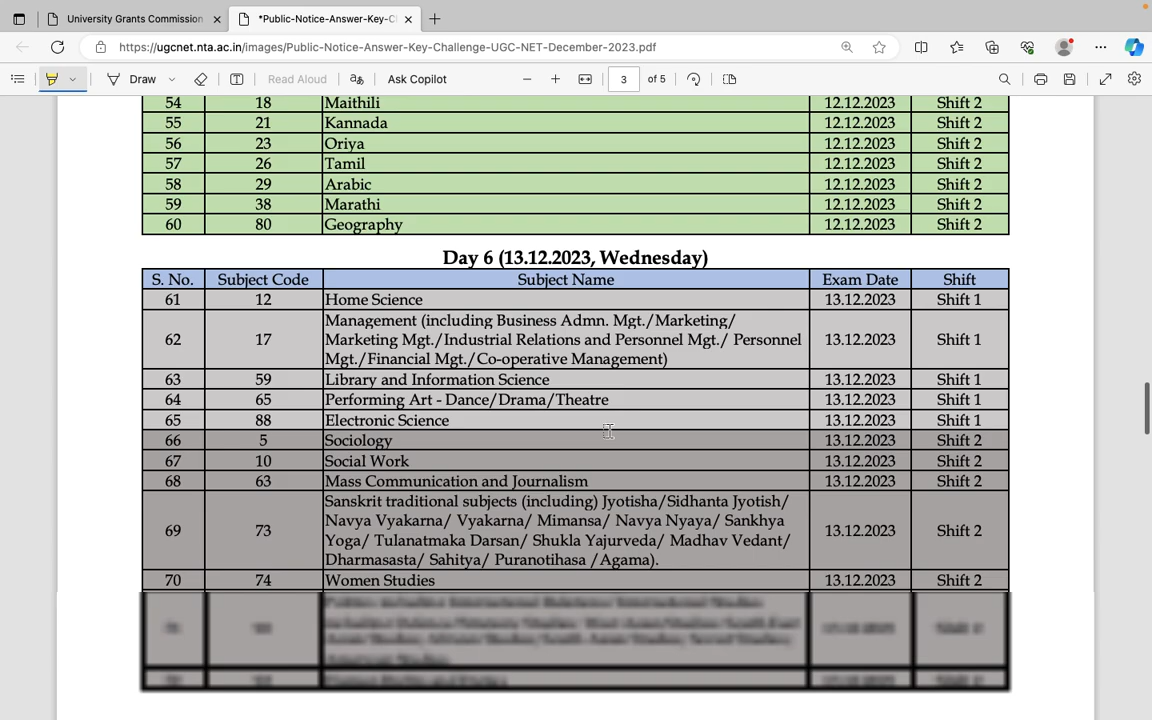 University Grants Commission
*Public-Notice-Answer-Key-C
https://ugcnet.nta.ac.in/images/Public-Notice-Answer-Key-Challenge-UGC-NET-December-2023.pdf
Draw
Read Aloud
Ask Copilot
3 of 5
54 18 Maithili 12.12.2023 Shift 2
55 21 Kannada 12.12.2023 Shift 2
56 23 Oriya 12.12.2023 Shift 2
57 26 Tamil 12.12.2023 Shift 2
58 29 Arabic 12.12.2023 Shift 2
59 38 Marathi 12.12.2023 Shift 2
60 80 Geography 12.12.2023 Shift 2
Day 6 (13.12.2023, Wednesday)
S. No. Subject Code Subject Name Exam Date Shift
61 12 Home Science 13.12.2023 Shift 1
62 17 Management (including Business Admn. Mgt./Marketing/
Marketing Mgt./Industrial Relations and Personnel Mgt./ Personnel 13.12.2023 Shift 1
Mgt./Financial Mgt./Co-operative Management)
63 59 Library and Information Science 13.12.2023 Shift 1
64 65 Performing Art - Dance/Drama/Theatre 13.12.2023 Shift 1
65 88 Electronic Science 13.12.2023 Shift 1
66 5 Sociology 13.12.2023 Shift 2
67 10 Social Work 13.12.2023 Shift 2
68 63 Mass Communication and Journalism 13.12.2023 Shift 2
69 73 Sanskrit traditional subjects (including) Jyotisha/Sidhanta Jyotish/
Navya Vyakarna/ Vyakarna/ Mimansa/ Navya Nyaya/ Sankhya
Yoga/ Tulanatmaka Darsan/ Shukla Yajurveda/ Madhav Vedant/ 13.12.2023 Shift 2
Dharmasasta/ Sahitya/ Puranotihasa /Agama).
70 74 Women Studies 13.12.2023 Shift 2